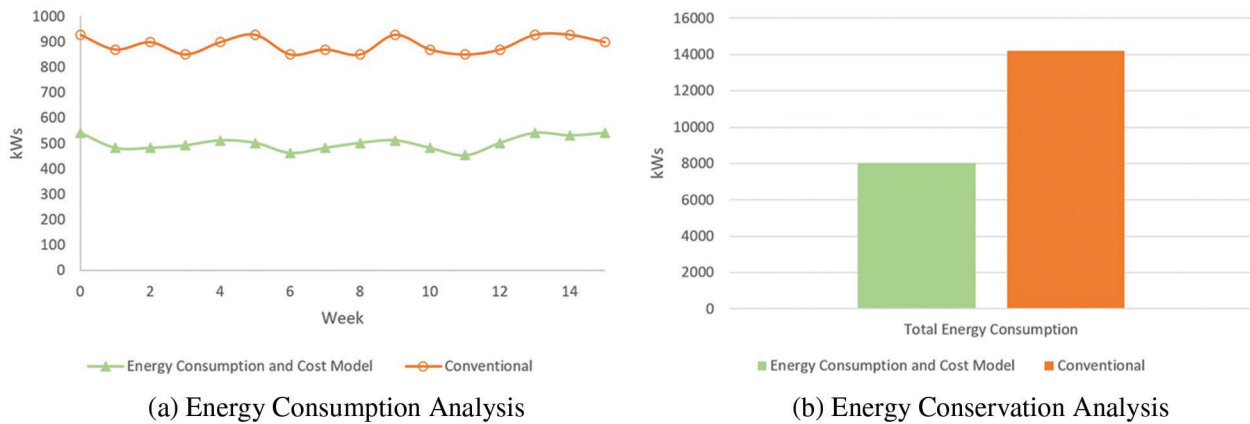 1000
900
800
700
600
500
400
300
200
100
0
kWs
0 2 4 6 8 10 12 14
Week
Energy Consumption and Cost Model Conventional
(a) Energy Consumption Analysis
16000
14000
12000
10000
8000
6000
4000
2000
0
kWs
Total Energy Consumption
Energy Consumption and Cost Model Conventional
(b) Energy Conservation Analysis